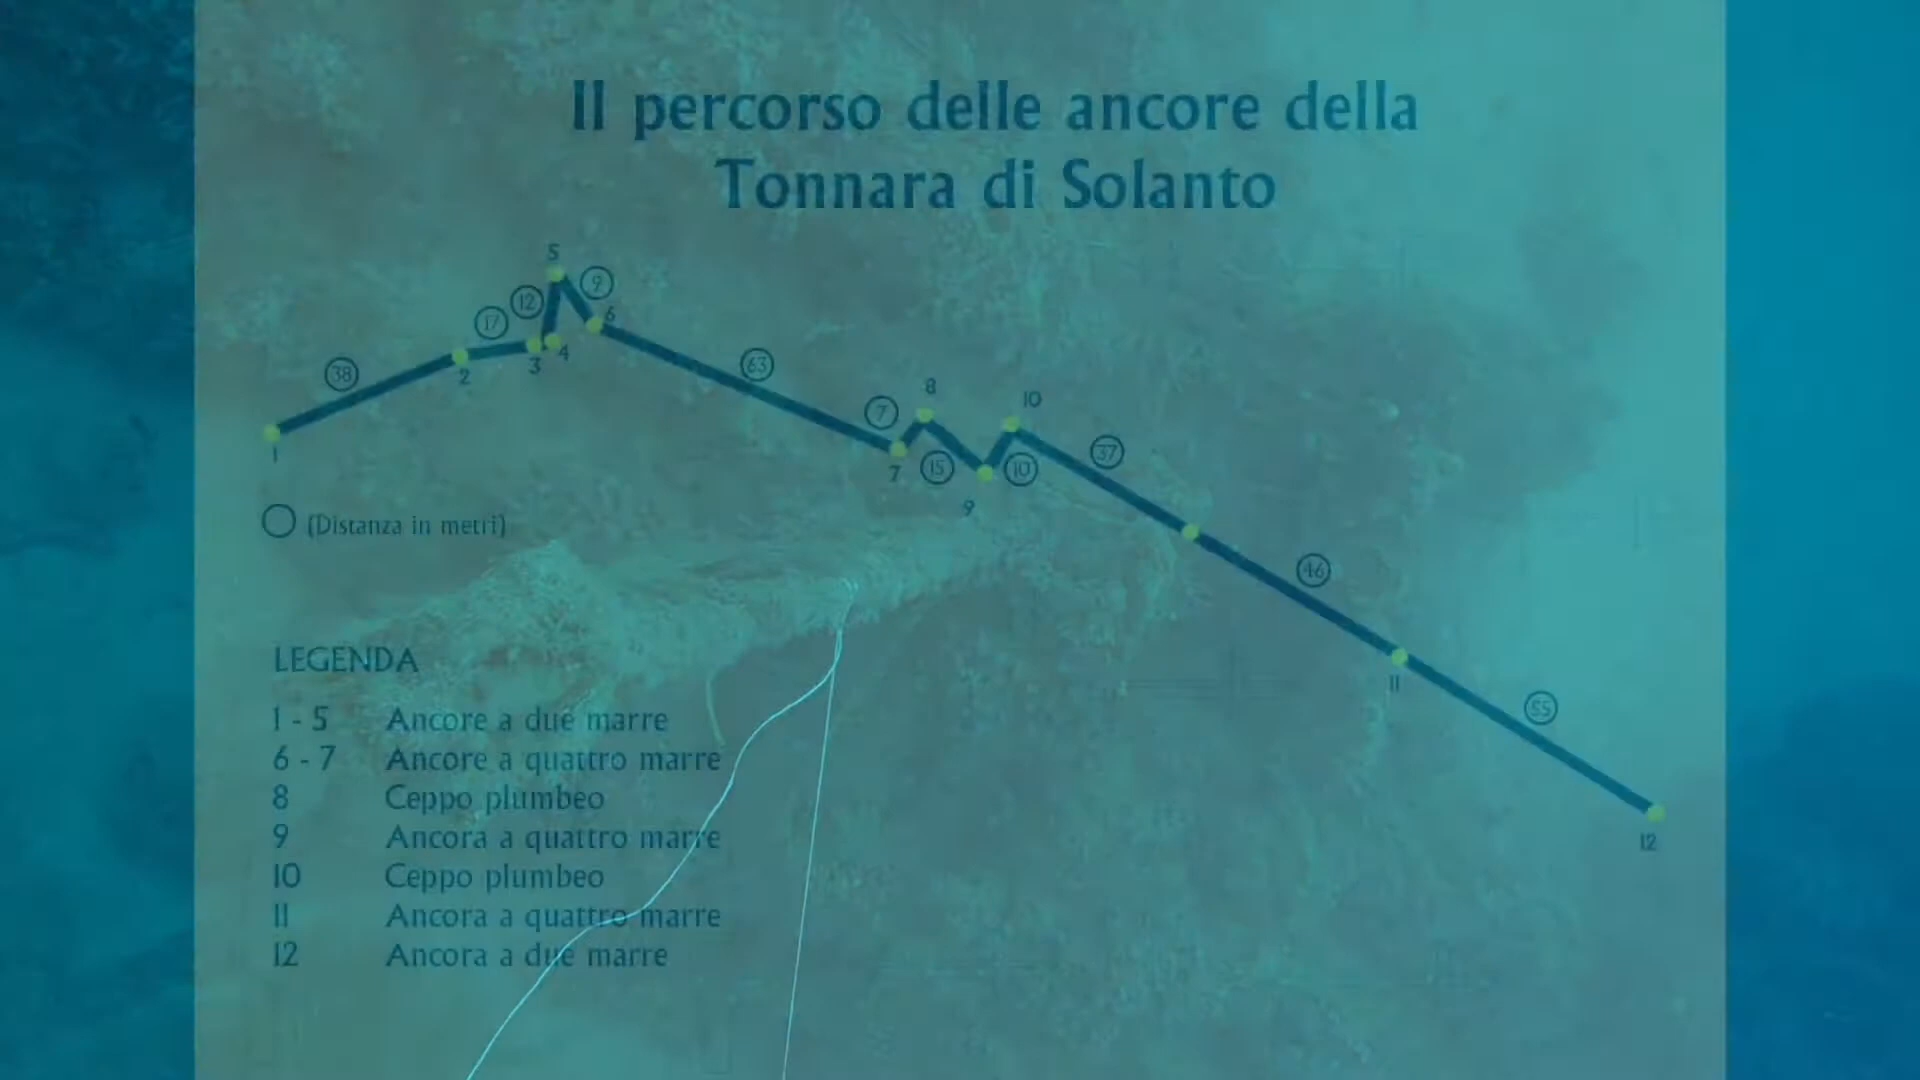 Il percorso delle ancore della
Tonnara di Solanto
5
9
12
6
17
4
3
63
38
2
8
10
7
1
7
15
10
37
9
(Distanza in metri)
46
11
55
12
LEGENDA
1 - 5 Ancore a due marre
6 - 7 Ancore a quattro marre
8 Ceppo plumbeo
9 Ancora a quattro marre
10 Ceppo plumbeo
11 Ancora a quattro marre
12 Ancora a due marre